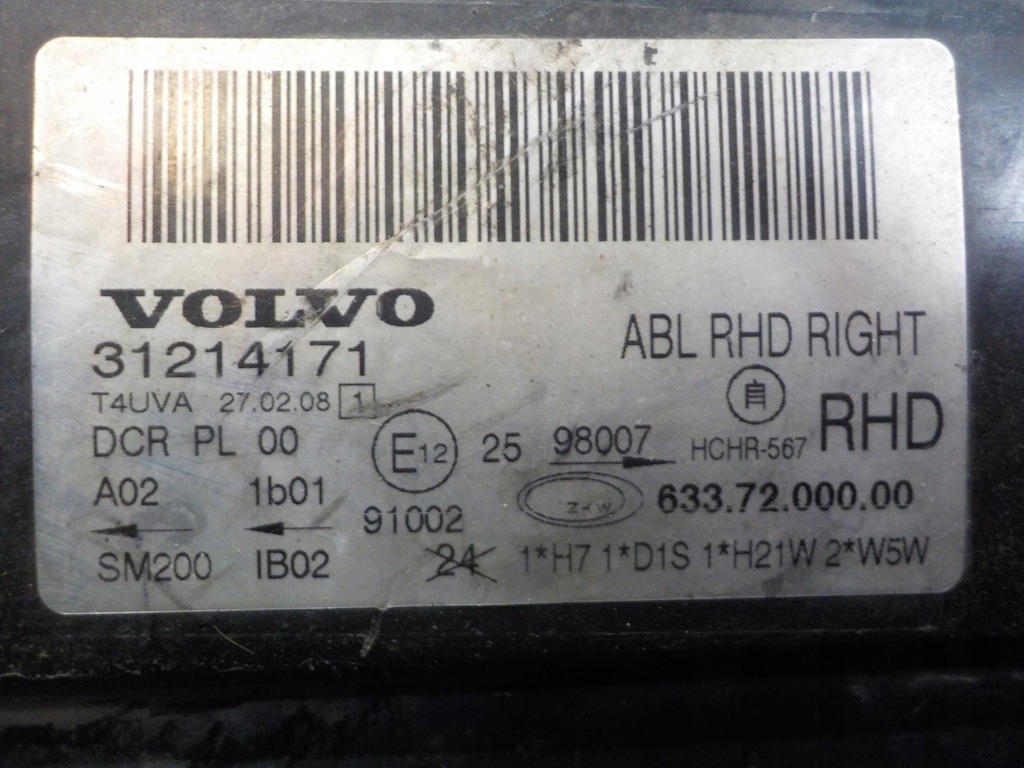 VOLVO
31214171
ABL RHD RIGHT
T4UVA 27.02.08 1
自
RHD
DCR PL 00
E12 25 98007
HCHR-567
A02 1b01
91002
ZKW
633.72.000.00
SM200 IB02
24
1*H7 1*D1S 1*H21W 2*W5W